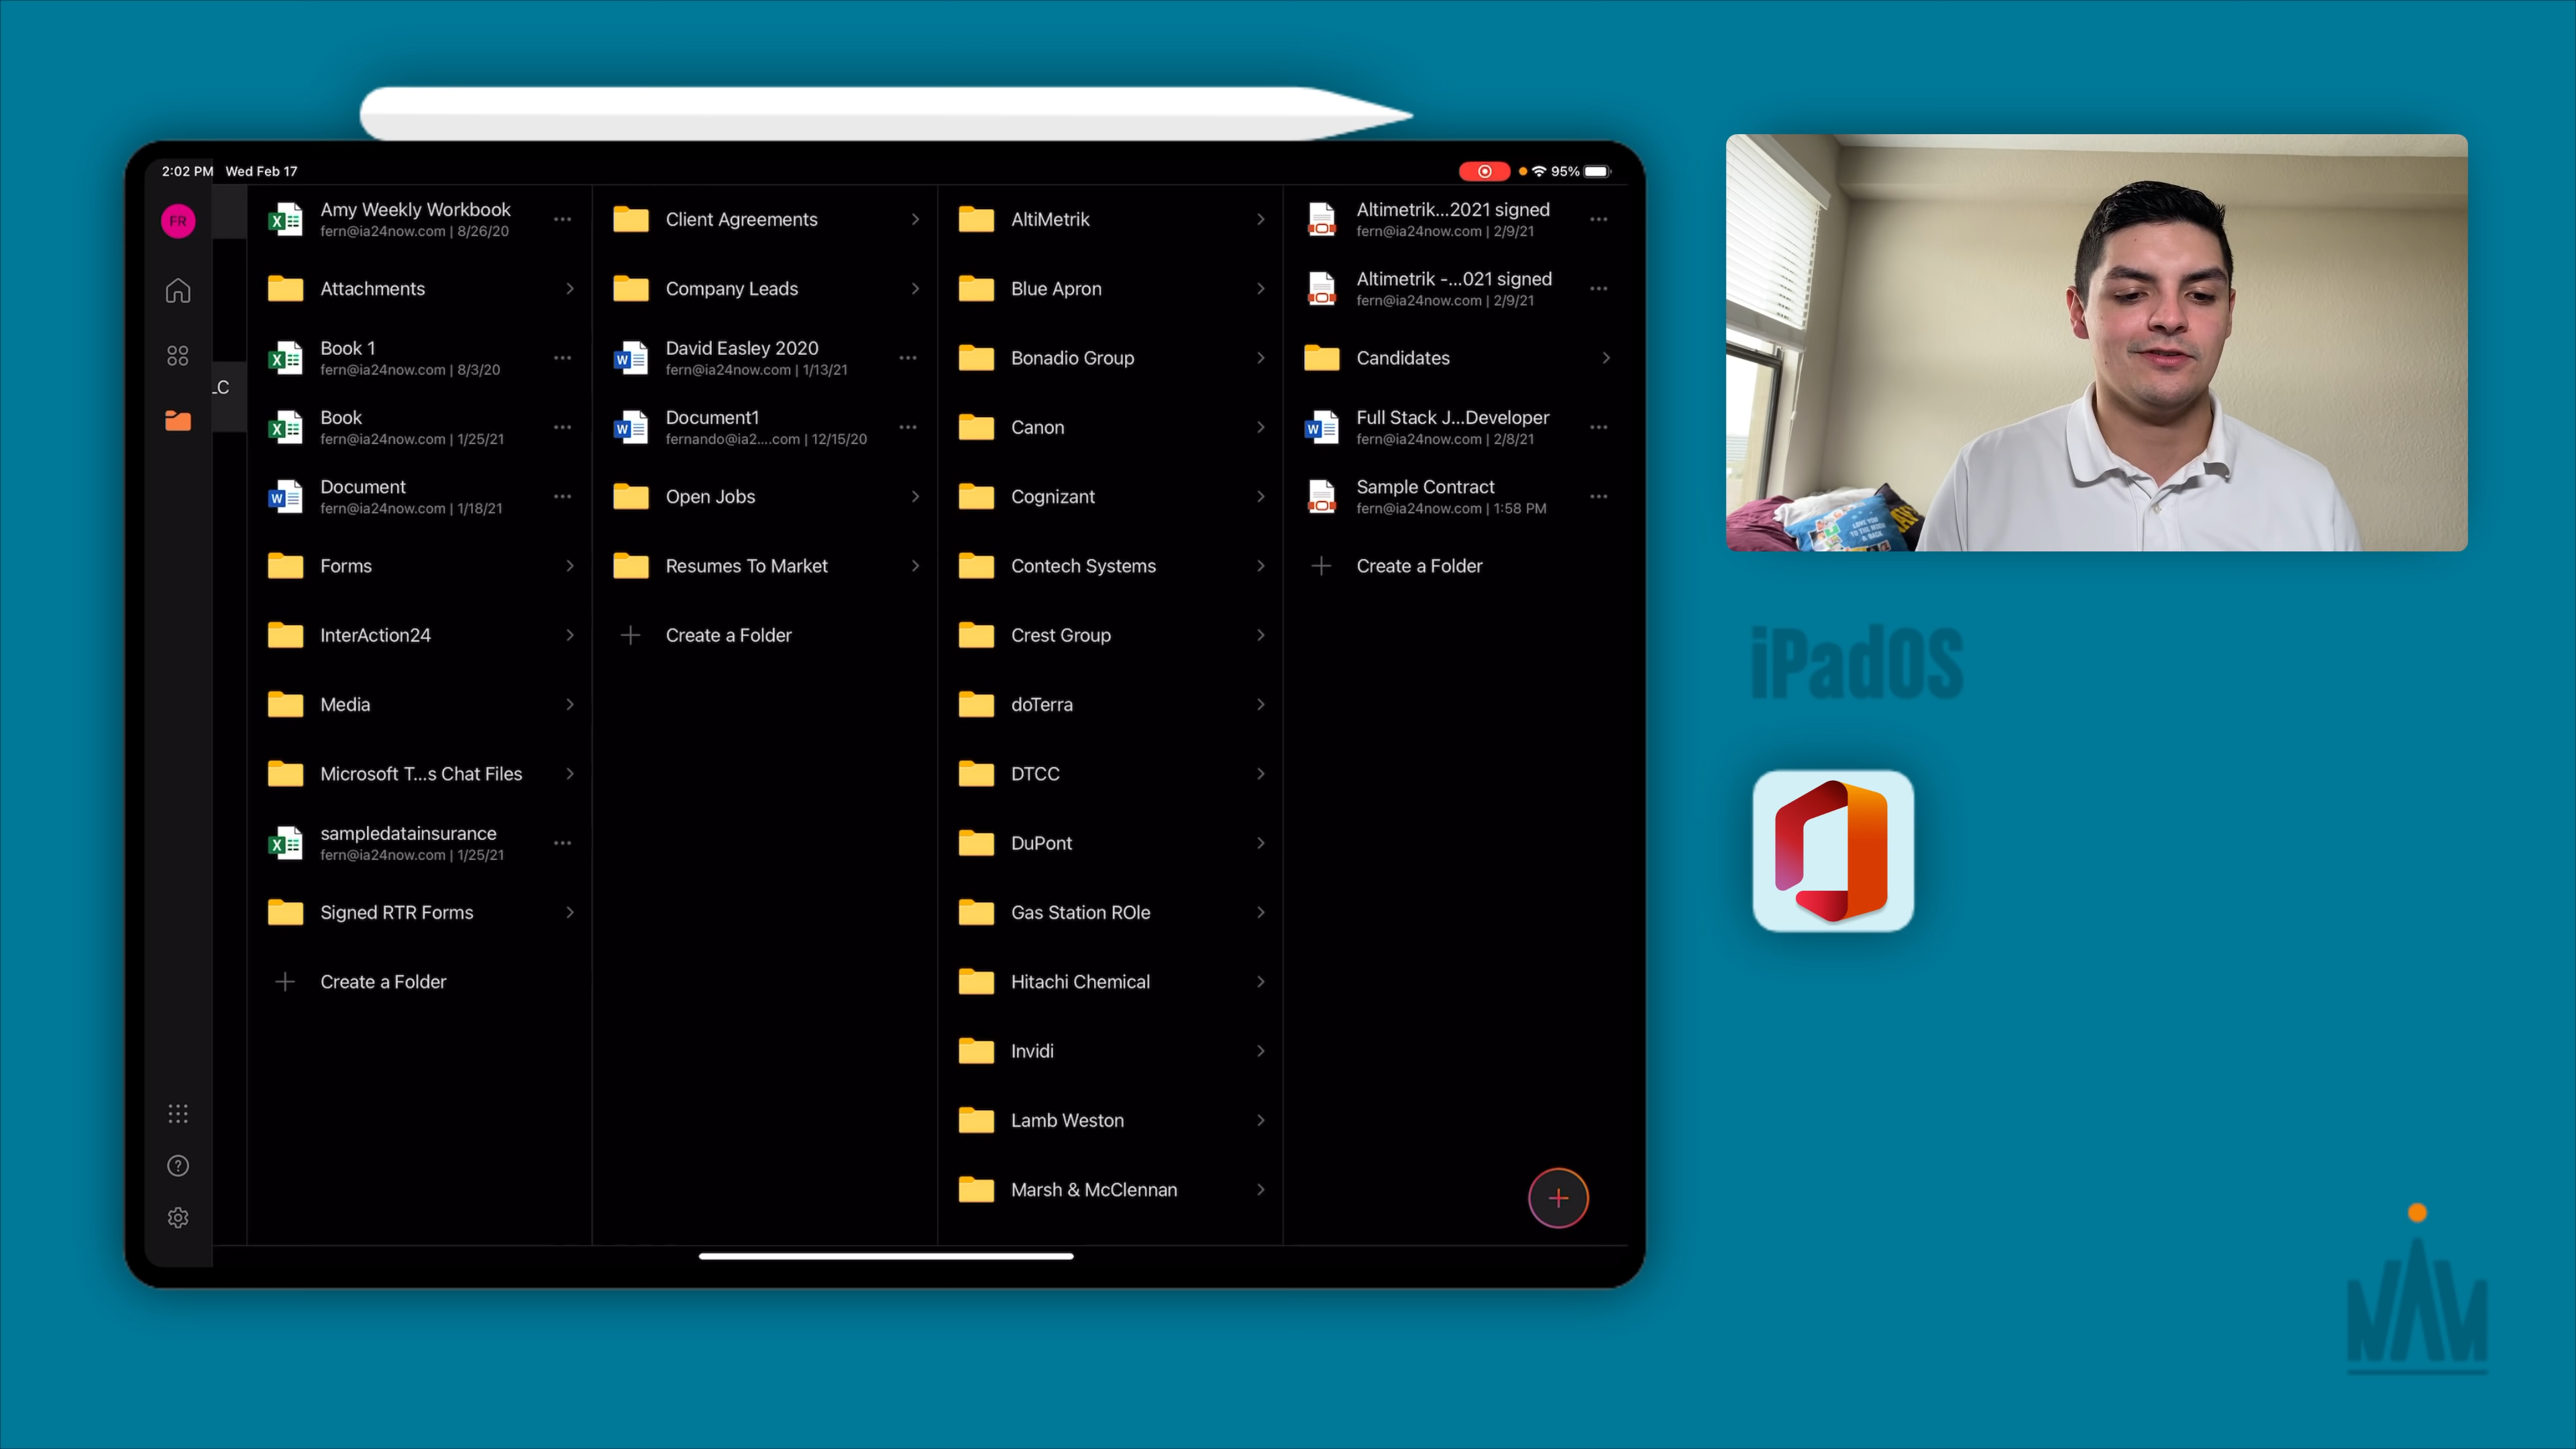 2:02 PM Wed Feb 17
95%
FR
LC
Amy Weekly Workbook
fern@ia24now.com | 8/26/20
Attachments
Book 1
fern@ia24now.com | 8/3/20
Book
fern@ia24now.com | 1/25/21
Document
fern@ia24now.com | 1/18/21
Forms
InterAction24
Media
Microsoft T...s Chat Files
sampledatainsurance
fern@ia24now.com | 1/25/21
Signed RTR Forms
Create a Folder
Client Agreements
Company Leads
David Easley 2020
fern@ia24now.com | 1/13/21
Document1
fernando@ia2....com | 12/15/20
Open Jobs
Resumes To Market
Create a Folder
AltiMetrik
Blue Apron
Bonadio Group
Canon
Cognizant
Contech Systems
Crest Group
doTerra
DTCC
DuPont
Gas Station ROle
Hitachi Chemical
Invidi
Lamb Weston
Marsh & McClennan
Altimetrik...2021 signed
fern@ia24now.com | 2/9/21
Altimetrik -...021 signed
fern@ia24now.com | 2/9/21
Candidates
Full Stack J...Developer
fern@ia24now.com | 2/8/21
Sample Contract
fern@ia24now.com | 1:58 PM
Create a Folder
LOVE YOU
TO THE MOON
& BACK
iPadOS